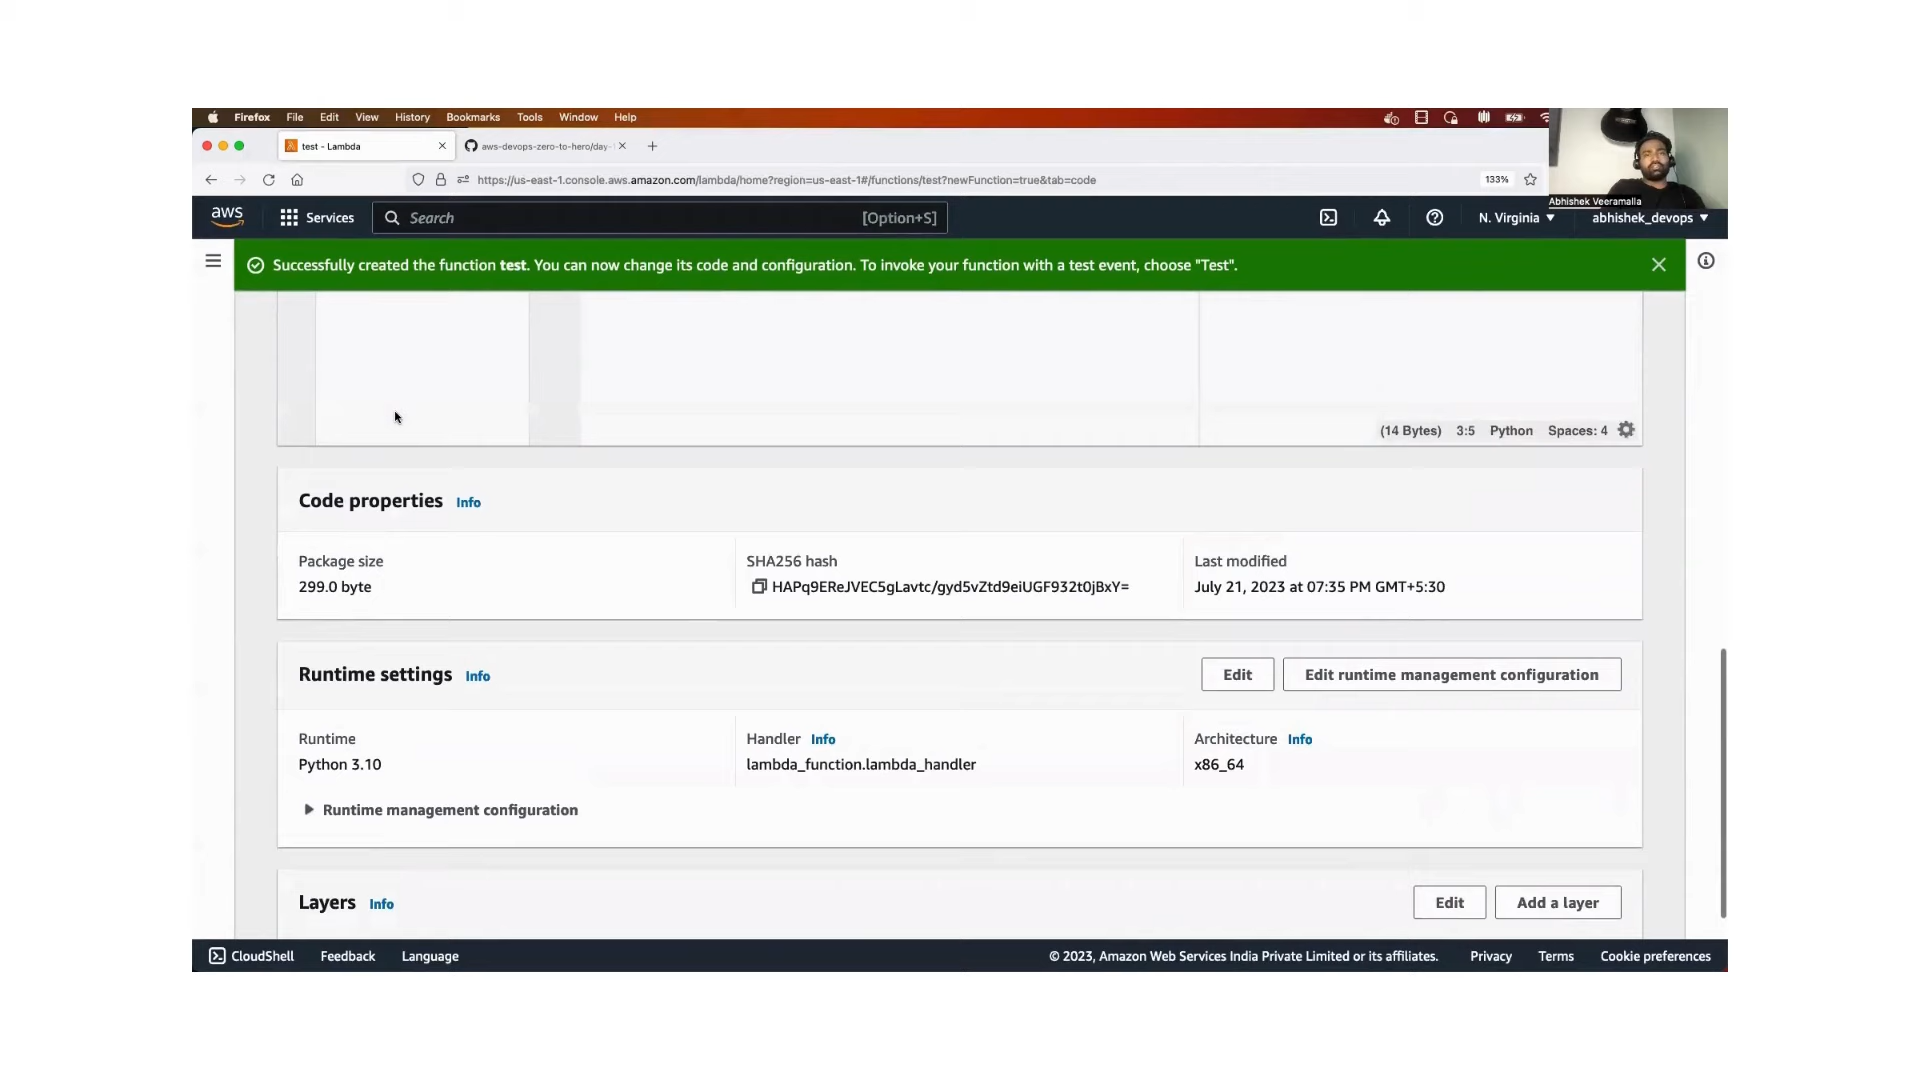 Firefox File Edit View History Bookmarks Tools Window Help
test - Lambda
aws-devops-zero-to-hero/day-
https://us-east-1.console.aws.amazon.com/lambda/home?region=us-east-1#/functions/test?newFunction=true&tab=code
133%
Abhishek Veeramalla
aws Services Search [Option+S] N. Virginia abhishek_devops
Successfully created the function test. You can now change its code and configuration. To invoke your function with a test event, choose "Test".
(14 Bytes) 3:5 Python Spaces: 4
Code properties Info
Package size SHA256 hash Last modified
299.0 byte HAPq9EReJVEC5gLavtc/gyd5vZtd9eiUGF932t0jBxY= July 21, 2023 at 07:35 PM GMT+5:30
Runtime settings Info Edit Edit runtime management configuration
Runtime Handler Info Architecture Info
Python 3.10 lambda_function.lambda_handler x86_64
Runtime management configuration
Layers Info Edit Add a layer
CloudShell Feedback Language © 2023, Amazon Web Services India Private Limited or its affiliates. Privacy Terms Cookie preferences